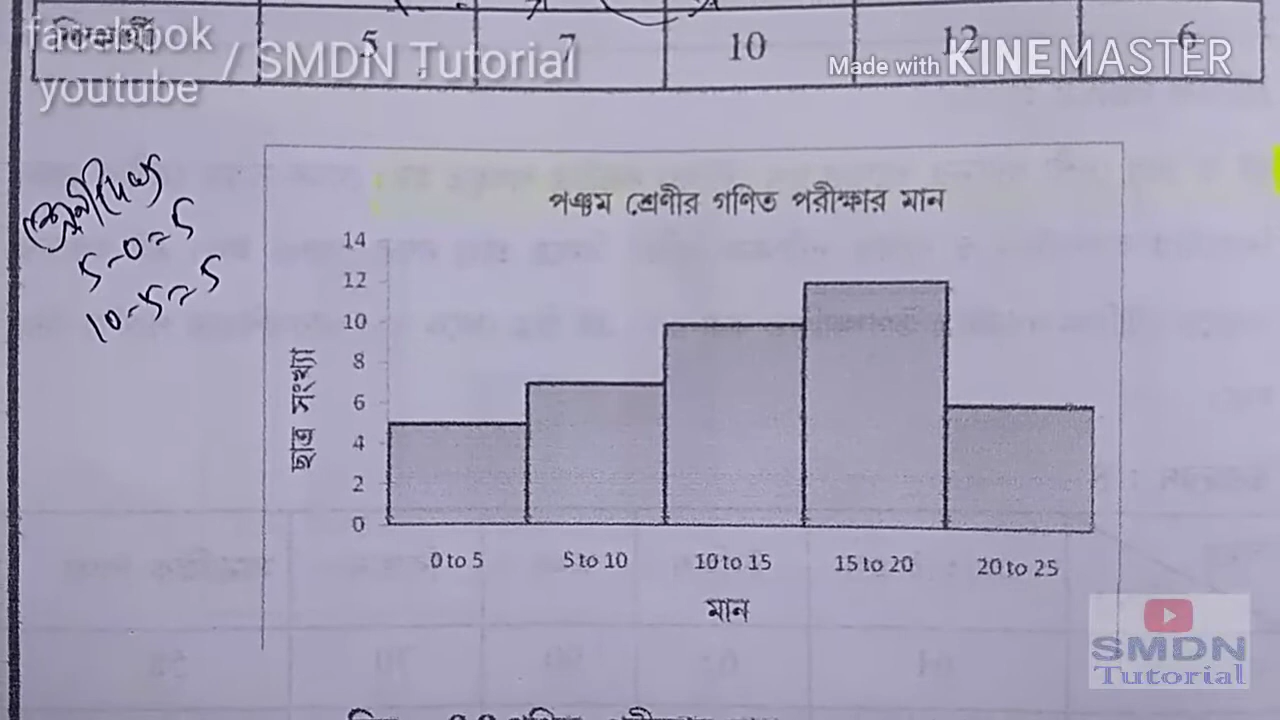 facebook
youtube / SMDN Tutorial
Made with KINEMASTER
5 7 10 12 6
শ্রেণীদৈর্ঘ্য
5-0=5
10-5=5
পঞ্চম শ্রেণীর গণিত পরীক্ষার মান
14
12
10
8
6
4
2
0
ছাত্র সংখ্যা
0 to 5 5 to 10 10 to 15 15 to 20 20 to 25
মান
SMDN
Tutorial